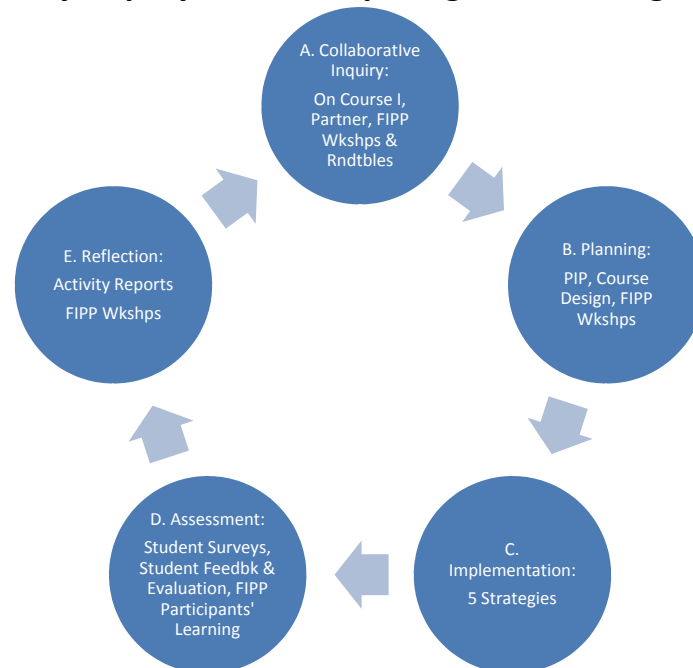 A. Collaborative
Inquiry:
On Course I,
Partner, FIPP
Wkshps &
Rndtbles
B. Planning:
PIP, Course
Design, FIPP
Wkshps
C.
Implementation:
5 Strategies
D. Assessment:
Student Surveys,
Student Feedbk &
Evaluation, FIPP
Participants'
Learning
E. Reflection:
Activity Reports
FIPP Wkshps